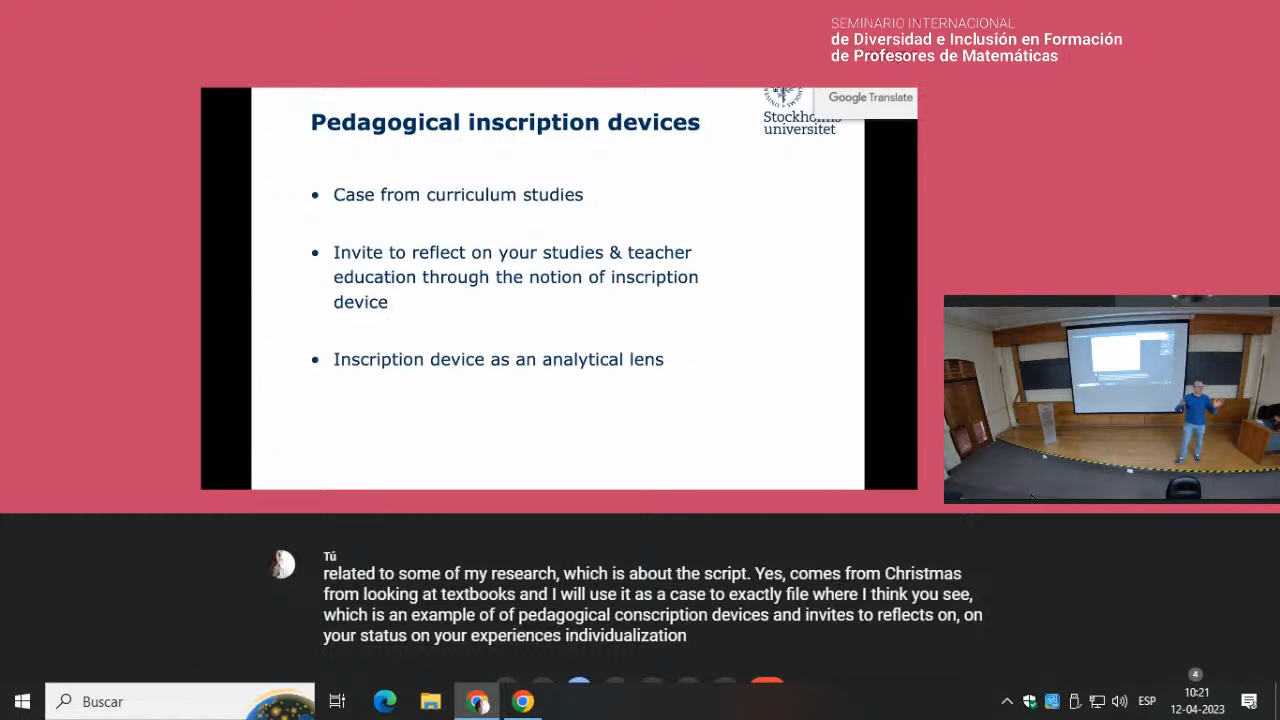 SEMINARIO INTERNACIONAL
de Diversidad e Inclusión en Formación
de Profesores de Matemáticas
Google Translate
Stockholms
universitet
Pedagogical inscription devices
• Case from curriculum studies
• Invite to reflect on your studies & teacher
education through the notion of inscription
device
• Inscription device as an analytical lens
Tú
related to some of my research, which is about the script. Yes, comes from Christmas
from looking at textbooks and I will use it as a case to exactly file where I think you see,
which is an example of of pedagogical conscription devices and invites to reflects on, on
your status on your experiences individualization
4
Buscar
ESP
10:21
12-04-2023